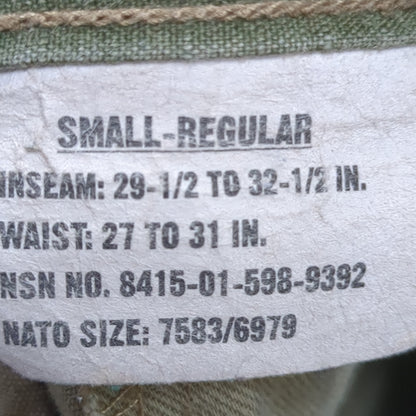 SMALL-REGULAR
INSEAM: 29-1/2 TO 32-1/2 IN.
WAIST: 27 TO 31 IN.
NSN NO. 8415-01-598-9392
NATO SIZE: 7583/6979